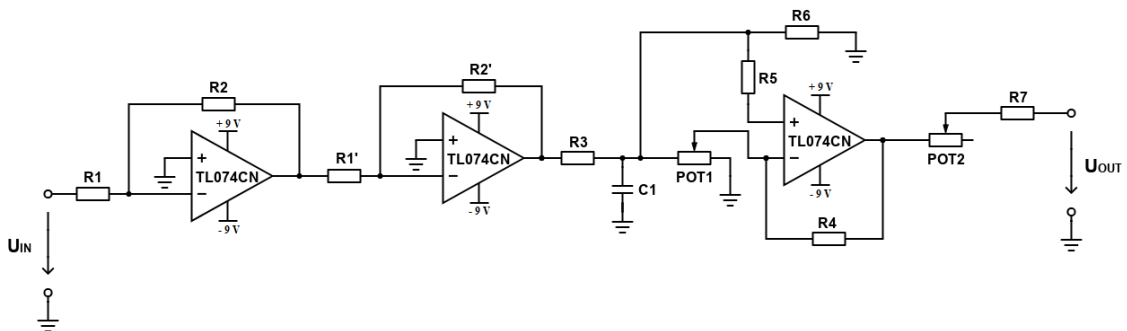 R6
R2'
R2
R5
+ 9 V
+ 9 V
+ 9 V
R7
TL074CN
TL074CN
TL074CN
R1
R1'
R3
POT1
POT2
C1
- 9 V
- 9 V
- 9 V
R4
UIN
UOUT
+
−
+
−
+
−